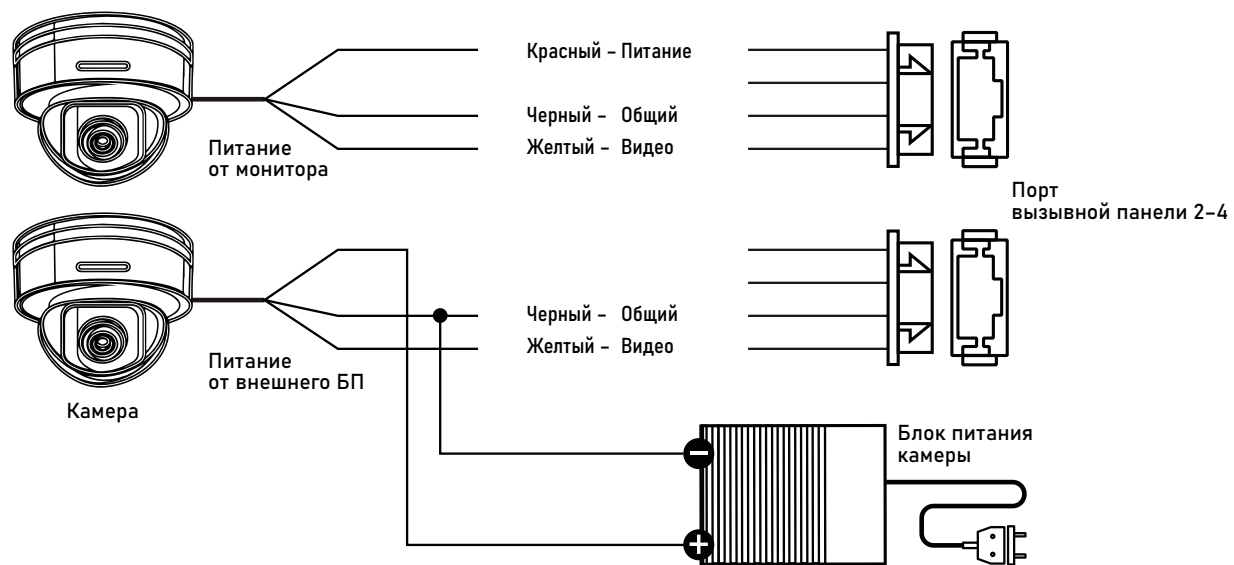 Красный – Питание
Черный – Общий
Желтый – Видео
Питание
от монитора
Порт
вызывной панели 2–4
Черный – Общий
Желтый – Видео
Питание
от внешнего БП
Камера
Блок питания
камеры